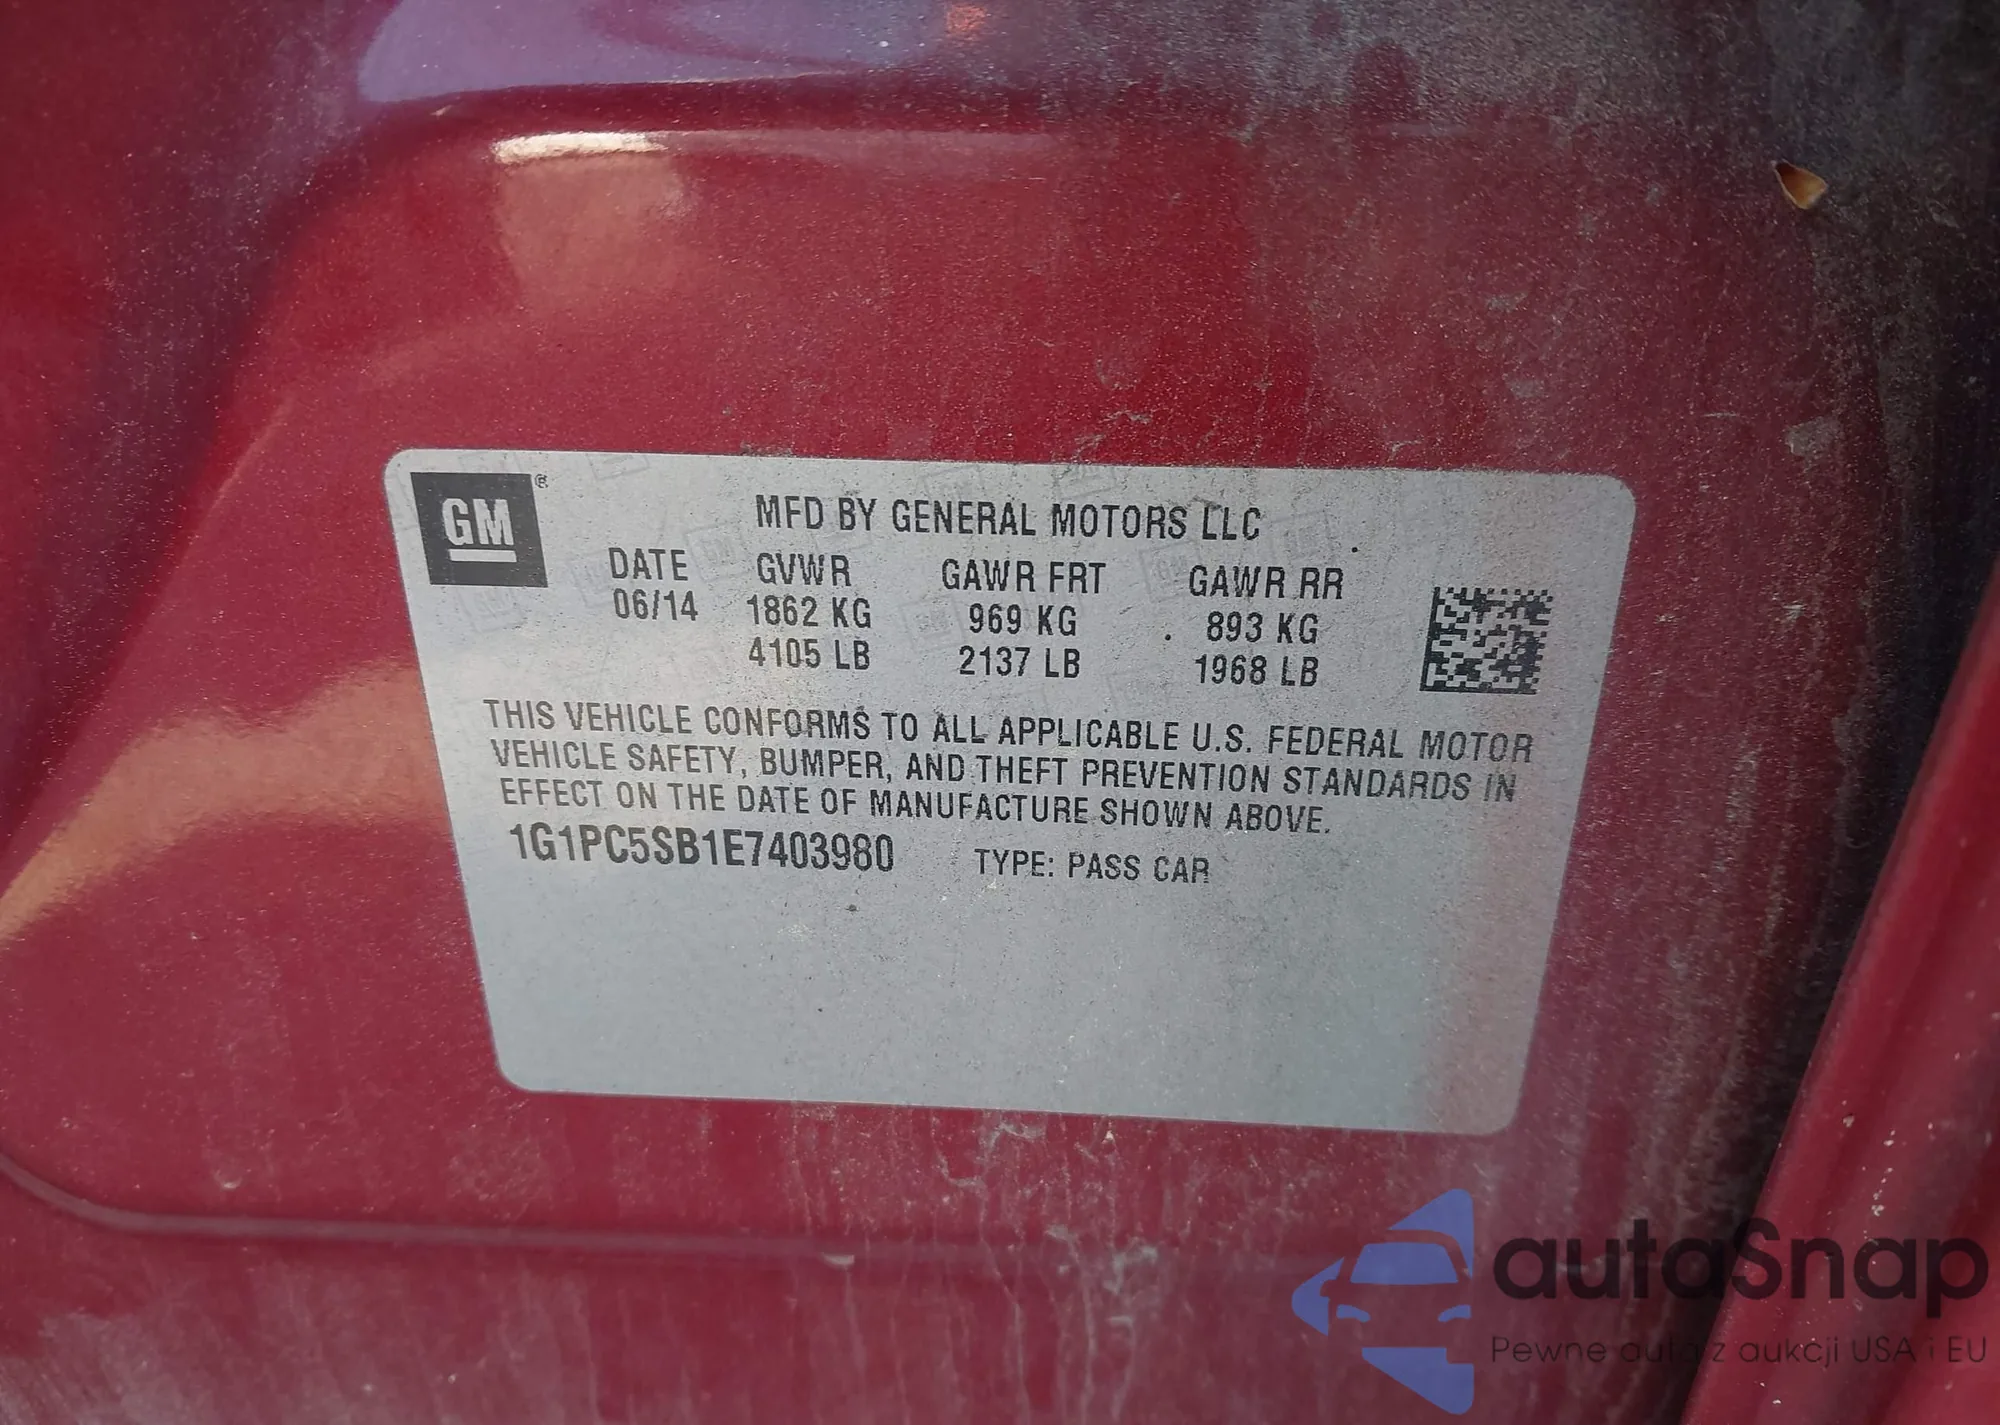 GM®
MFD BY GENERAL MOTORS LLC
DATE GVWR GAWR FRT GAWR RR
06/14 1862 KG 969 KG 893 KG
4105 LB 2137 LB 1968 LB
THIS VEHICLE CONFORMS TO ALL APPLICABLE U.S. FEDERAL MOTOR
VEHICLE SAFETY, BUMPER, AND THEFT PREVENTION STANDARDS IN
EFFECT ON THE DATE OF MANUFACTURE SHOWN ABOVE.
1G1PC5SB1E7403980 TYPE: PASS CAR
autaSnap
Pewne auta z aukcji USA i EU